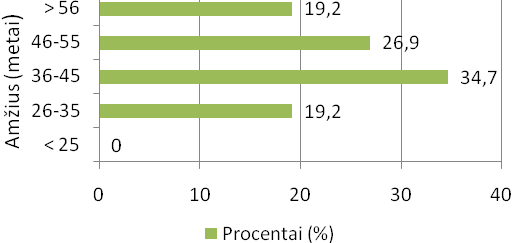 Amžius (metai)
> 56 19,2
46-55 26,9
36-45 34,7
26-35 19,2
< 25 0
0 10 20 30 40
Procentai (%)